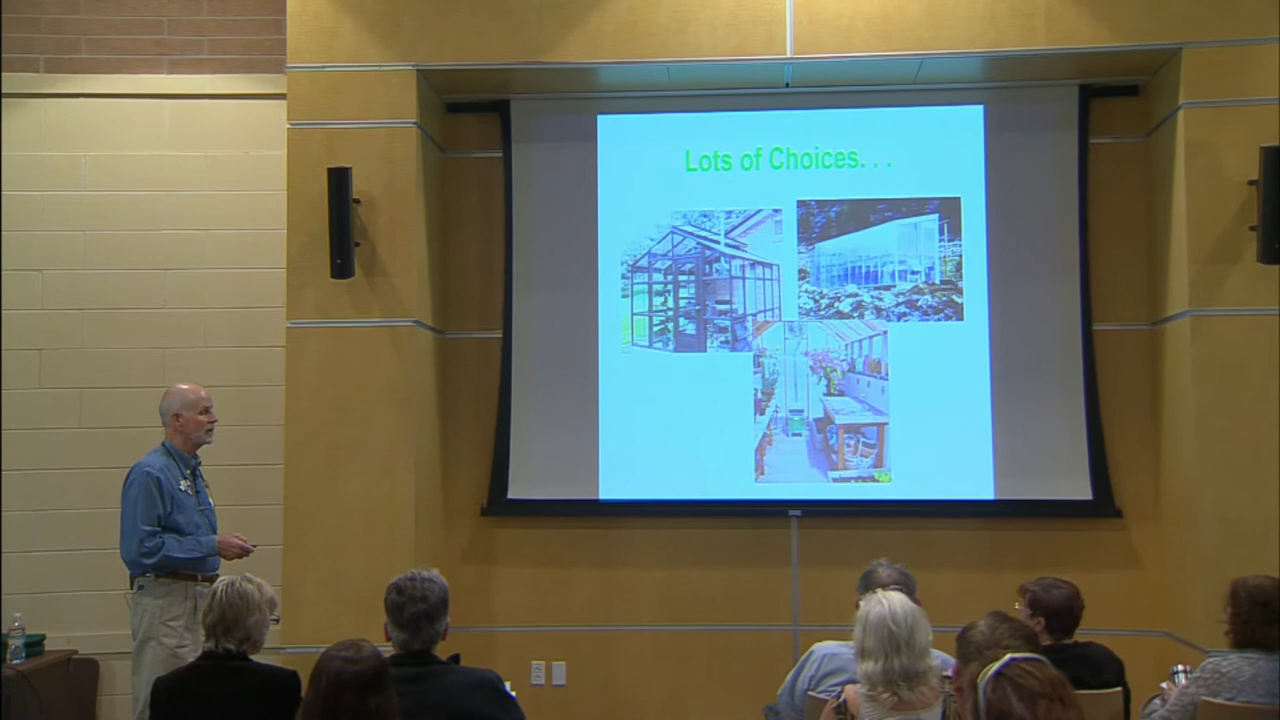 Lots of Choices. . .